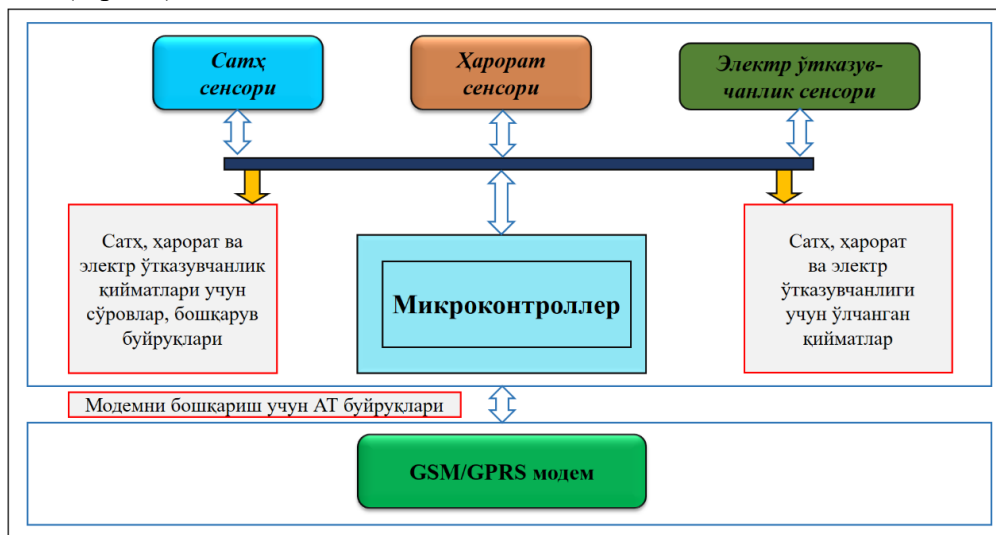 Сатҳ
сенсори
Ҳарорат
сенсори
Электр ўтказув-
чанлик сенсори
Сатҳ, ҳарорат ва
электр ўтказувчанлик
қийматлари учун
сўровлар, бошқарув
буйруқлари
Микроконтроллер
Сатҳ, ҳарорат
ва электр
ўтказувчанлиги
учун ўлчанган
қийматлар
Модемни бошқариш учун АТ буйруқлари
GSM/GPRS модем